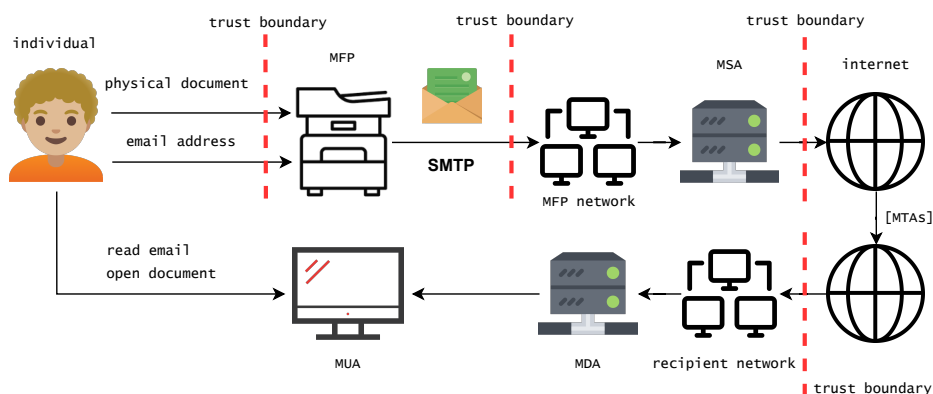 trust boundary
trust boundary
trust boundary
individual
MFP
MSA
internet
physical document
email address
SMTP
MFP network
[MTAs]
read email
open document
MUA
MDA
recipient network
trust boundary